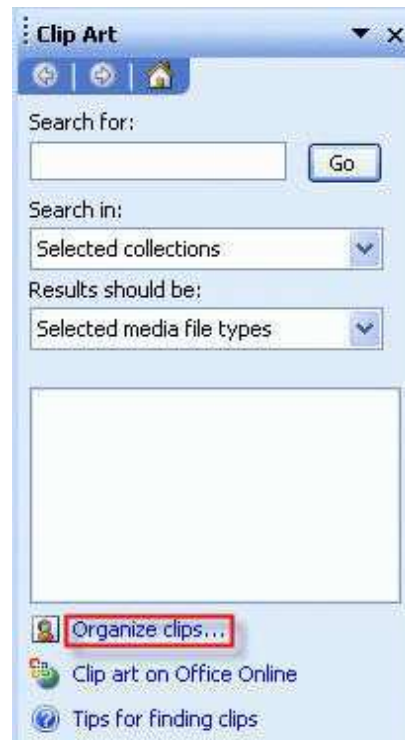 Clip Art
Search for:
Go
Search in:
Selected collections
Results should be:
Selected media file types
Organize clips...
Clip art on Office Online
Tips for finding clips